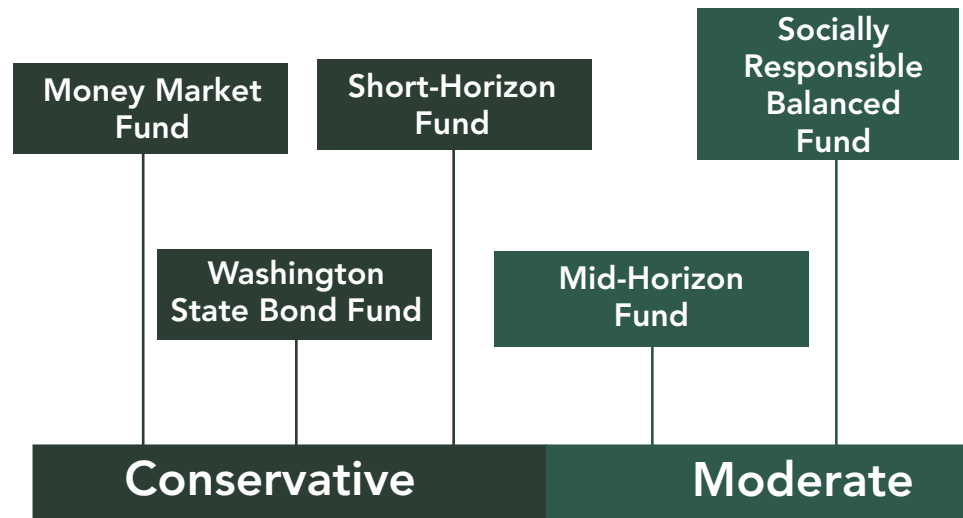 Money Market
Fund
Short-Horizon
Fund
Socially
Responsible
Balanced
Fund
Washington
State Bond Fund
Mid-Horizon
Fund
Conservative
Moderate